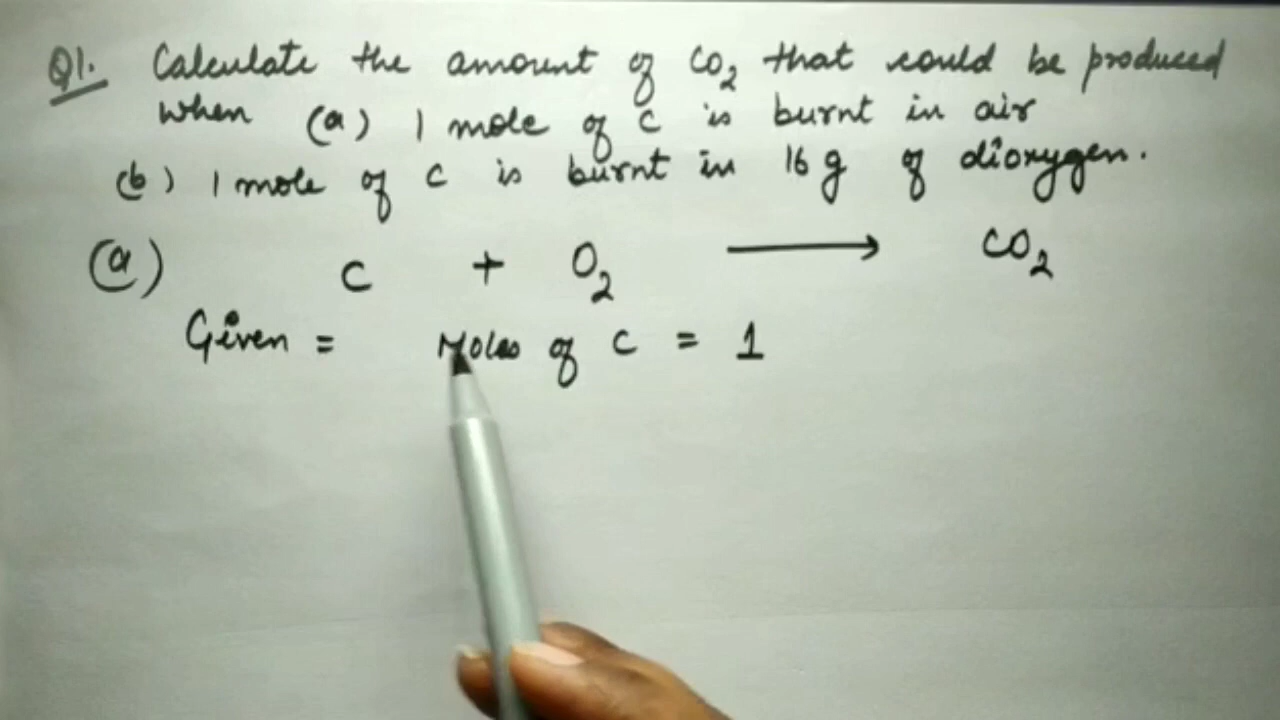 Q1. Calculate the amount of CO₂ that could be produced
when (a) 1 mole of C is burnt in air
(b) 1 mole of C is burnt in 16 g of dioxygen.
(a) C + O₂ ⟶ CO₂
Given = Moles of C = 1